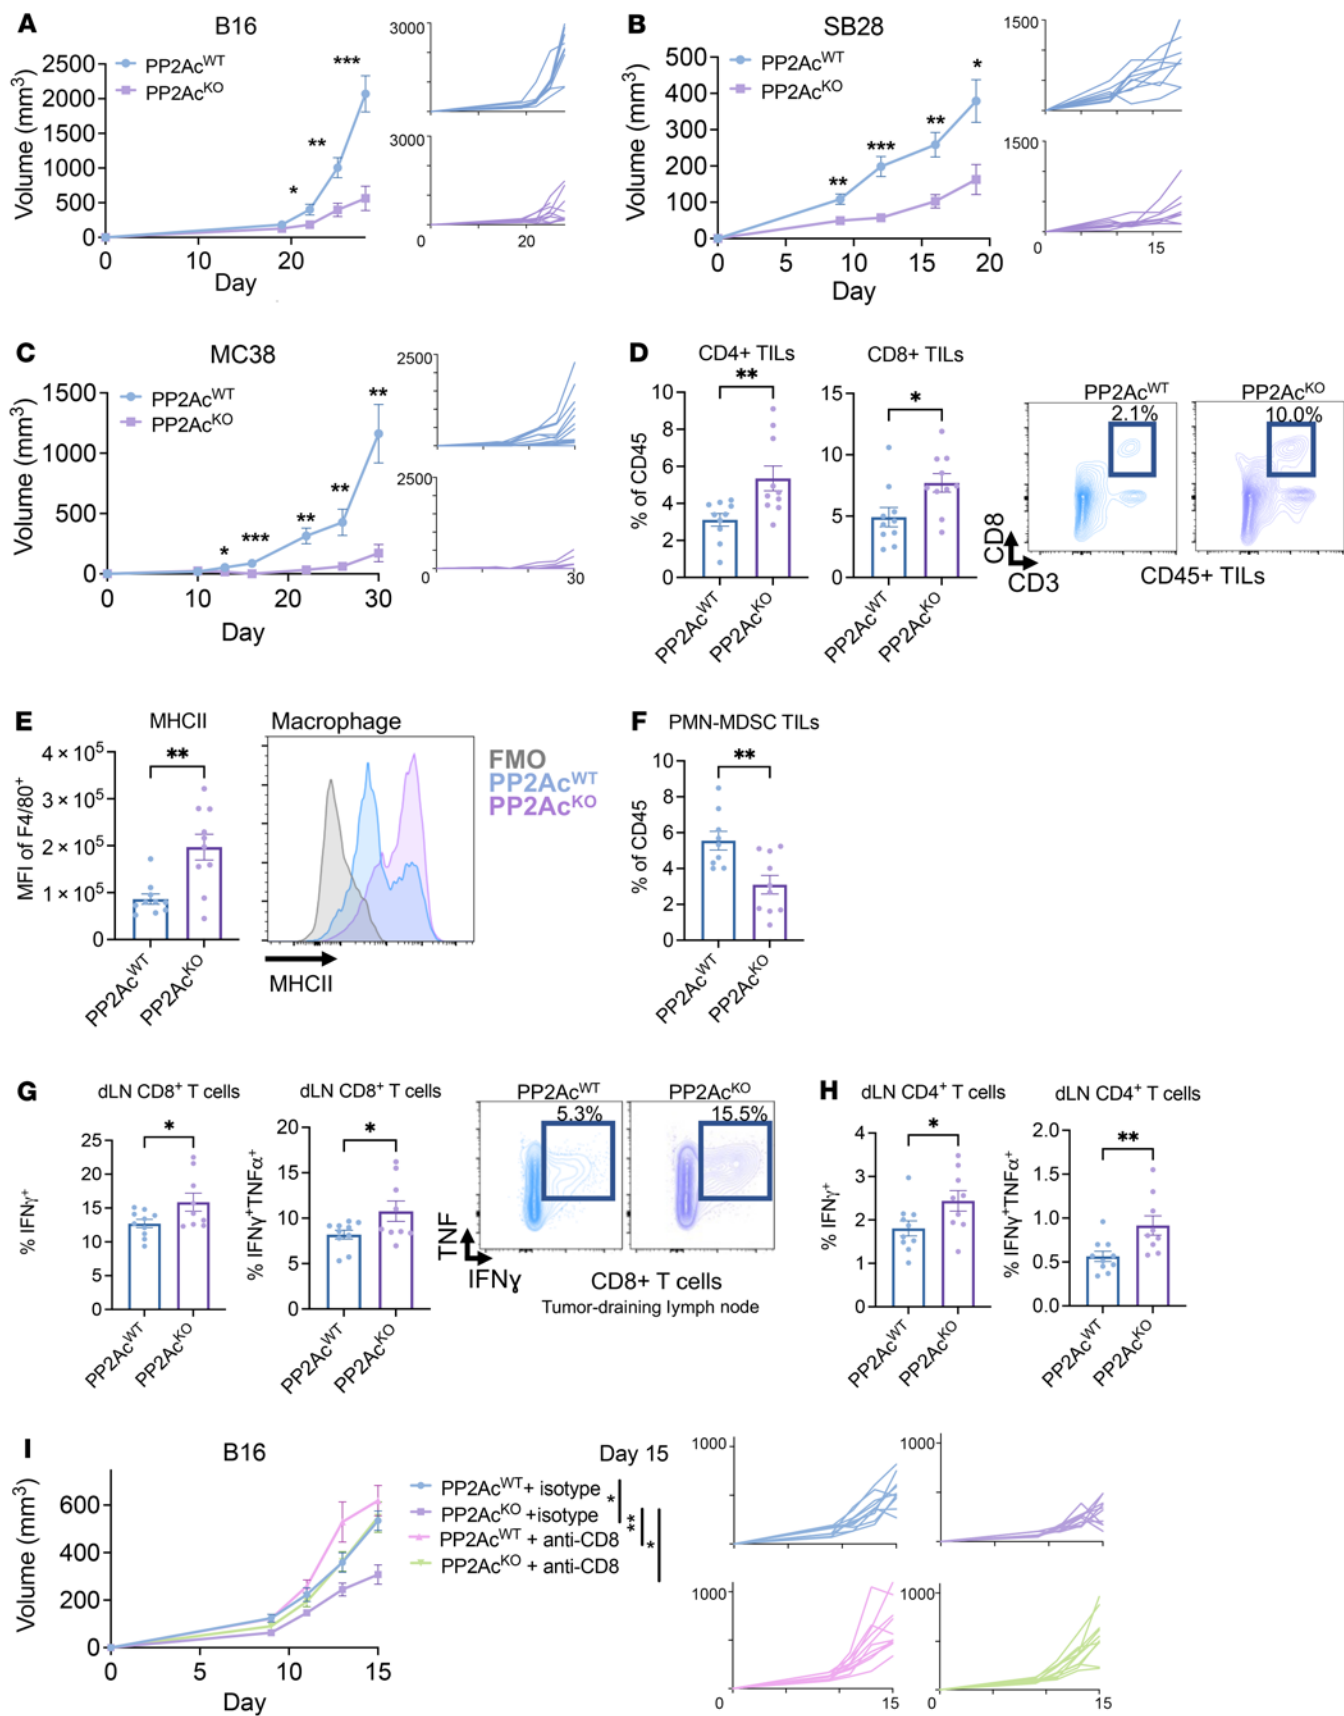 A
B16
Volume (mm³)
2500
2000
1500
1000
500
0
PP2Ac^WT
PP2Ac^KO
*
**
***
0
10
20
Day
3000
3000
0
20
B
SB28
Volume (mm³)
500
400
300
200
100
0
PP2Ac^WT
PP2Ac^KO
**
***
**
*
0
5
10
15
20
Day
1500
1500
0
15
C
MC38
Volume (mm³)
1500
1000
500
0
PP2Ac^WT
PP2Ac^KO
*
***
**
**
**
0
10
20
30
Day
2500
2500
0
30
D
CD4+ TILs
**
% of CD45
10
8
6
4
2
0
PP2Ac^WT
PP2Ac^KO
CD8+ TILs
*
15
10
5
0
PP2Ac^WT
PP2Ac^KO
PP2Ac^WT
2.1%
PP2Ac^KO
10.0%
CD8
CD3
CD45+ TILs
E
MHCII
**
MFI of F4/80⁺
4 × 10⁵
3 × 10⁵
2 × 10⁵
1 × 10⁵
0
PP2Ac^WT
PP2Ac^KO
Macrophage
FMO
PP2Ac^WT
PP2Ac^KO
MHCII
F
PMN-MDSC TILs
**
% of CD45
10
8
6
4
2
0
PP2Ac^WT
PP2Ac^KO
G
dLN CD8⁺ T cells
*
% IFNγ⁺
25
20
15
10
5
0
PP2Ac^WT
PP2Ac^KO
dLN CD8⁺ T cells
*
% IFNγ⁺TNFα⁺
20
15
10
5
0
PP2Ac^WT
PP2Ac^KO
PP2Ac^WT
5.3%
PP2Ac^KO
15.5%
TNF
IFNɣ
CD8+ T cells
Tumor-draining lymph node
H
dLN CD4⁺ T cells
*
% IFNγ⁺
4
3
2
1
0
PP2Ac^WT
PP2Ac^KO
dLN CD4⁺ T cells
**
% IFNγ⁺TNFα⁺
2.0
1.5
1.0
0.5
0.0
PP2Ac^WT
PP2Ac^KO
I
B16
Volume (mm³)
600
400
200
0
0
5
10
15
Day
Day 15
PP2Ac^WT + isotype
PP2Ac^KO +isotype
PP2Ac^WT + anti-CD8
PP2Ac^KO + anti-CD8
*
**
*
1000
1000
1000
0
15
1000
0
15